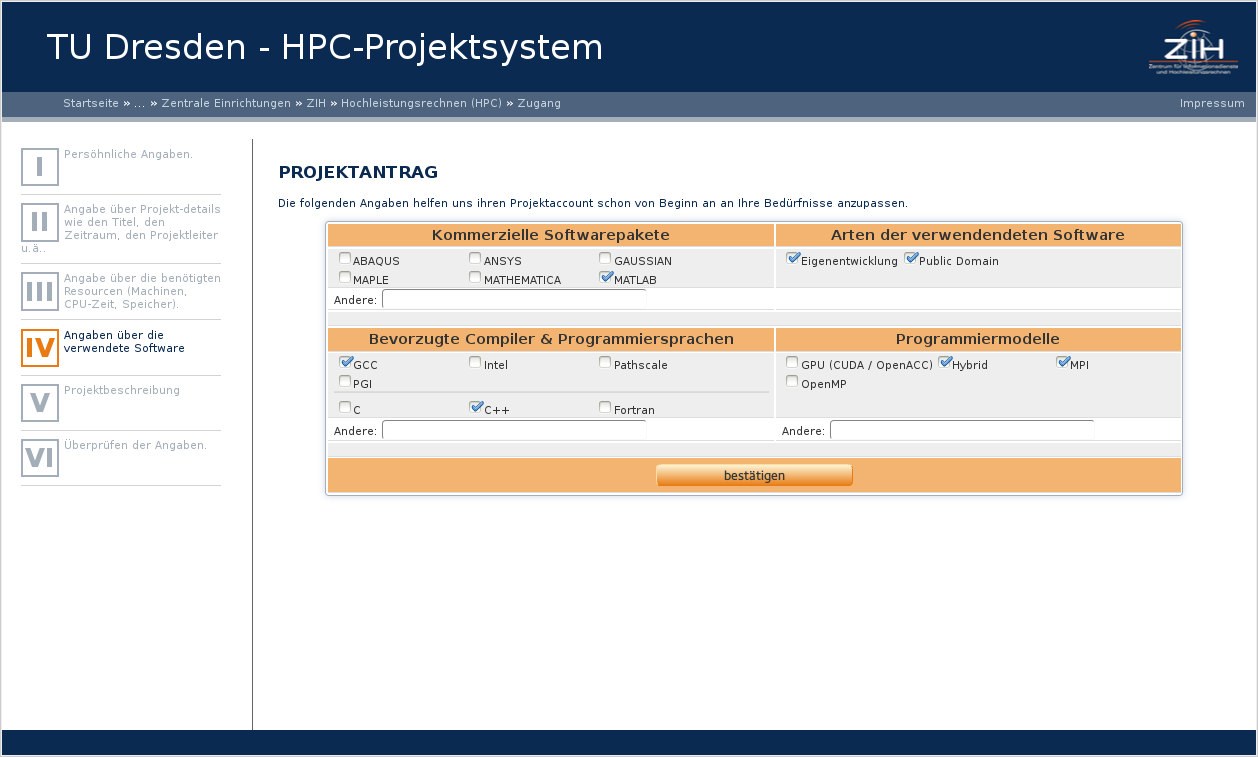 TU Dresden - HPC-Projektsystem
ZIH
Zentrum für Informationsdienste
und Hochleistungsrechnen
Startseite » ... » Zentrale Einrichtungen » ZIH » Hochleistungsrechnen (HPC) » Zugang
Impressum
I
Persöhnliche Angaben.
II
Angabe über Projekt-details
wie den Titel, den
Zeitraum, den Projektleiter
u.ä..
III
Angabe über die benötigten
Resourcen (Machinen,
CPU-Zeit, Speicher).
IV
Angaben über die
verwendete Software
V
Projektbeschreibung
VI
Überprüfen der Angaben.
PROJEKTANTRAG
Die folgenden Angaben helfen uns ihren Projektaccount schon von Beginn an an Ihre Bedürfnisse anzupassen.
Kommerzielle Softwarepakete
ABAQUS ANSYS GAUSSIAN
MAPLE MATHEMATICA MATLAB
Andere:
Arten der verwendendeten Software
Eigenentwicklung Public Domain
Bevorzugte Compiler & Programmiersprachen
GCC Intel Pathscale
PGI
C C++ Fortran
Andere:
Programmiermodelle
GPU (CUDA / OpenACC) Hybrid MPI
OpenMP
Andere:
bestätigen